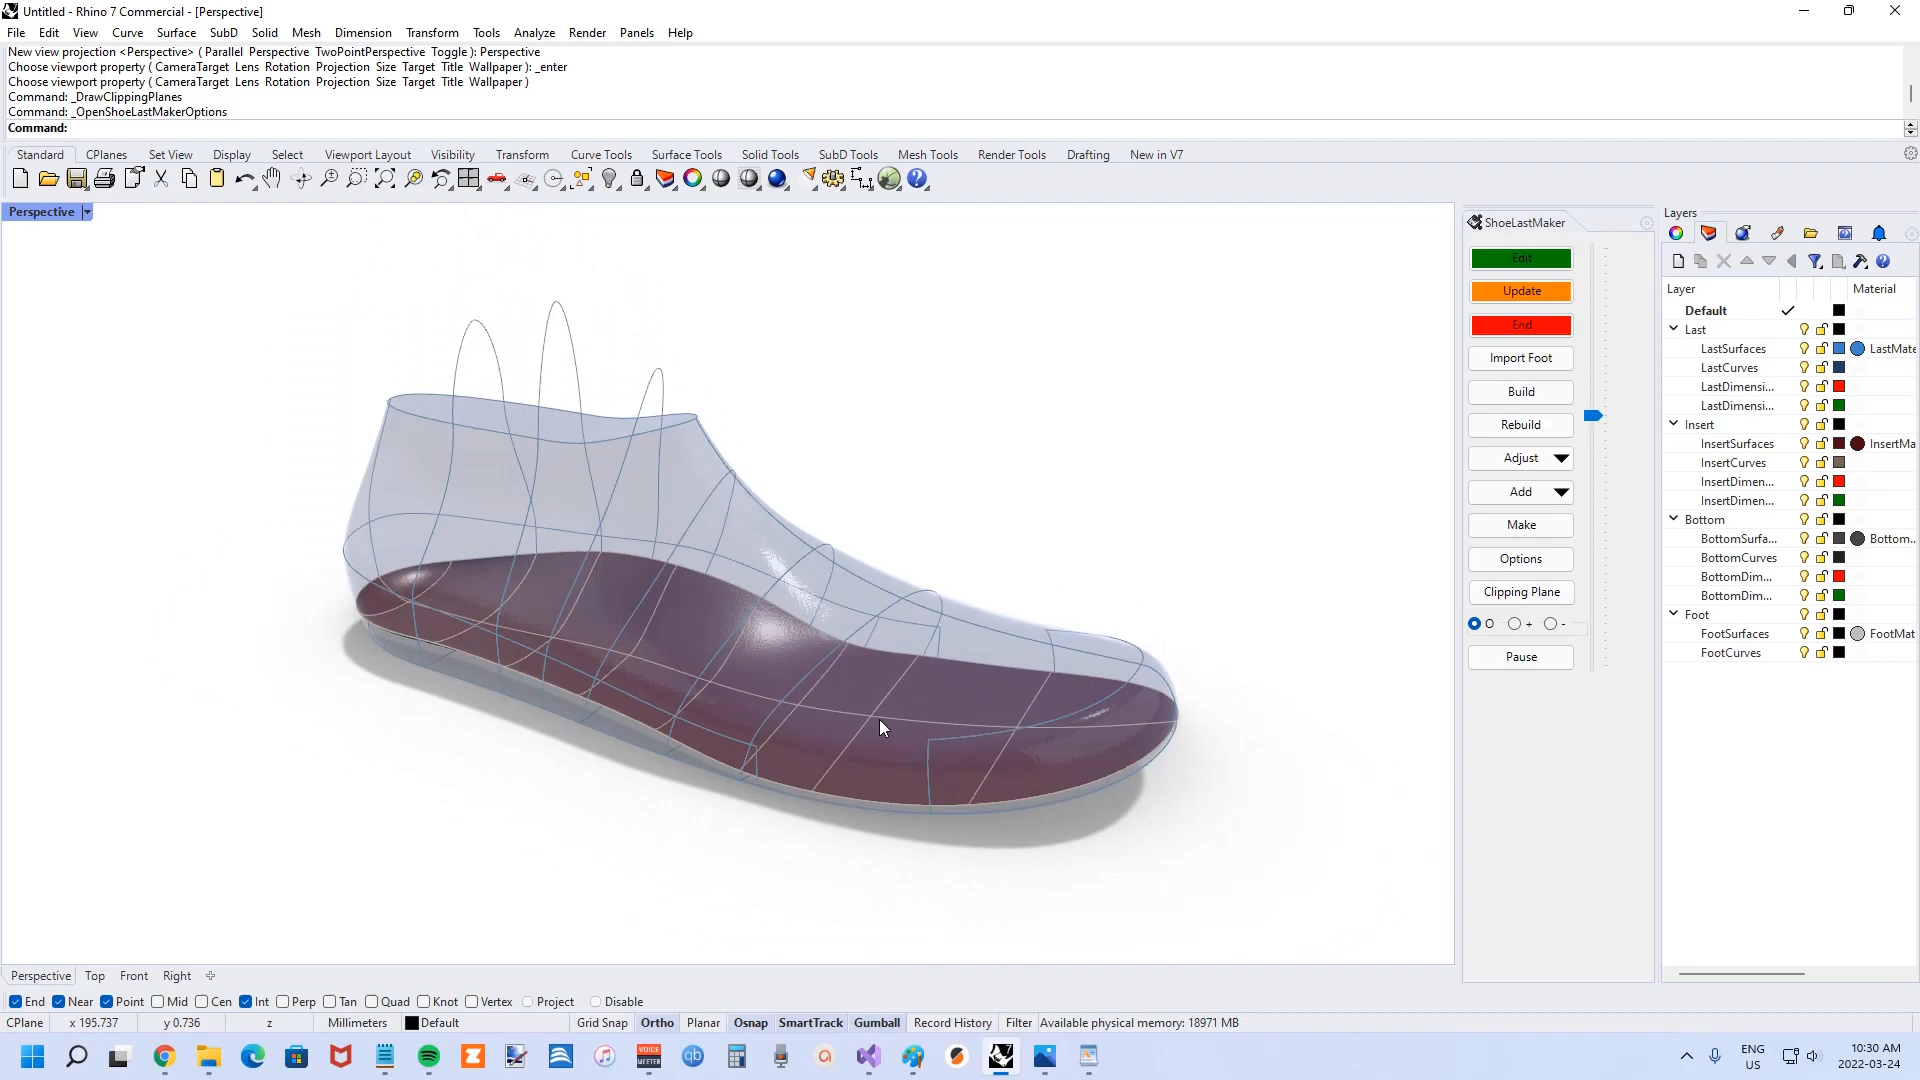 Untitled - Rhino 7 Commercial - [Perspective]
File Edit View Curve Surface SubD Solid Mesh Dimension Transform Tools Analyze Render Panels Help
New view projection <Perspective> ( Parallel Perspective TwoPointPerspective Toggle ): Perspective
Choose viewport property ( CameraTarget Lens Rotation Projection Size Target Title Wallpaper ): _enter
Choose viewport property ( CameraTarget Lens Rotation Projection Size Target Title Wallpaper )
Command: _DrawClippingPlanes
Command: _OpenShoeLastMakerOptions
Command:
Standard CPlanes Set View Display Select Viewport Layout Visibility Transform Curve Tools Surface Tools Solid Tools SubD Tools Mesh Tools Render Tools Drafting New in V7
Perspective
ShoeLastMaker
Edit
Update
End
Import Foot
Build
Rebuild
Adjust
Add
Make
Options
Clipping Plane
O + -
Pause
Layers
Layer Material
Default
Last
LastSurfaces LastMate
LastCurves
LastDimensi...
LastDimensi...
Insert
InsertSurfaces InsertMa
InsertCurves
InsertDimen...
InsertDimen...
Bottom
BottomSurfa... Bottom...
BottomCurves
BottomDim...
BottomDim...
Foot
FootSurfaces FootMat
FootCurves
Perspective Top Front Right
End Near Point Mid Cen Int Perp Tan Quad Knot Vertex Project Disable
CPlane x 195.737 y 0.736 z Millimeters Default Grid Snap Ortho Planar Osnap SmartTrack Gumball Record History Filter Available physical memory: 18971 MB
VOICE
MEETER
qb
ENG
US
10:30 AM
2022-03-24